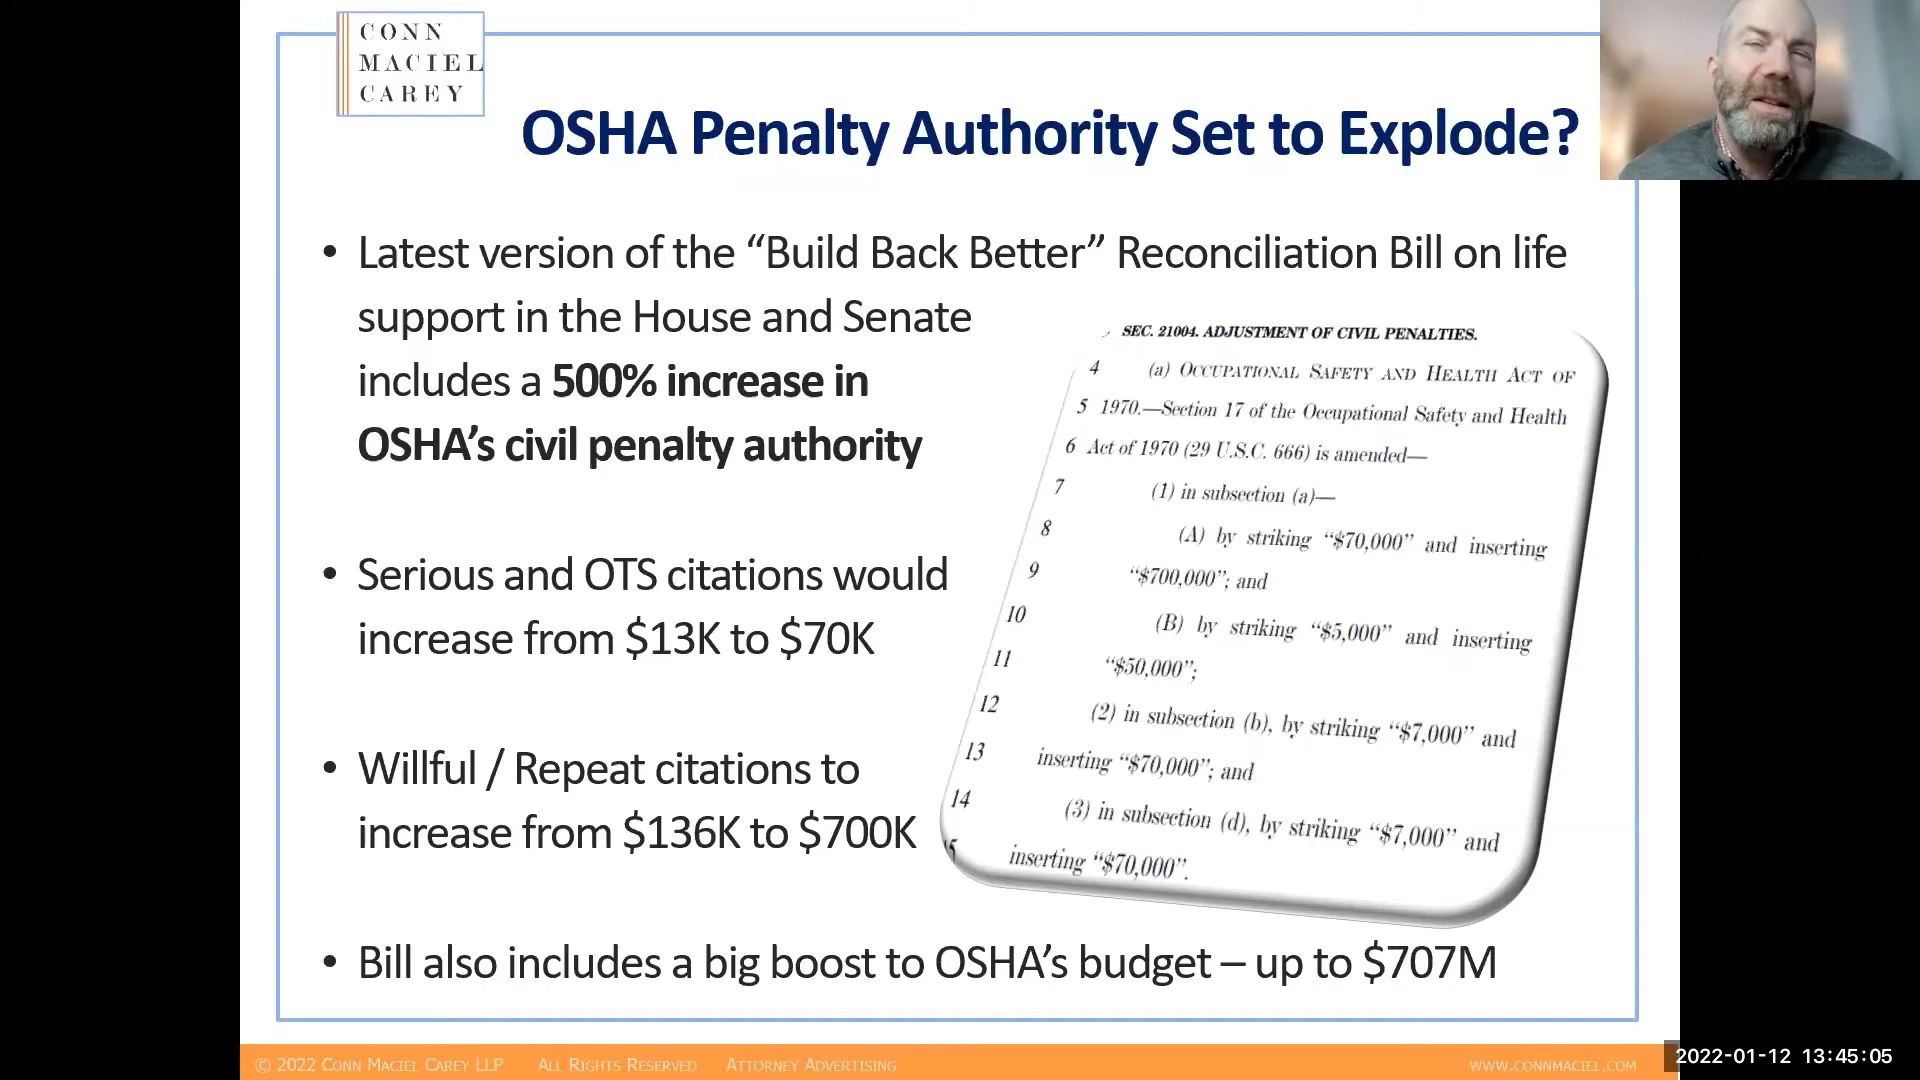 CONN
MACIEL
CAREY
OSHA Penalty Authority Set to Explode?
• Latest version of the “Build Back Better” Reconciliation Bill on life
support in the House and Senate
includes a 500% increase in
OSHA’s civil penalty authority
• Serious and OTS citations would
increase from $13K to $70K
• Willful / Repeat citations to
increase from $136K to $700K
• Bill also includes a big boost to OSHA’s budget – up to $707M
SEC. 21004. ADJUSTMENT OF CIVIL PENALTIES.
4 (a) OCCUPATIONAL SAFETY AND HEALTH ACT OF
5 1970.—Section 17 of the Occupational Safety and Health
6 Act of 1970 (29 U.S.C. 666) is amended—
7 (1) in subsection (a)—
8 (A) by striking “$70,000” and inserting
9 “$700,000”; and
10 (B) by striking “$5,000” and inserting
11 “$50,000”;
12 (2) in subsection (b), by striking “$7,000” and
13 inserting “$70,000”; and
14 (3) in subsection (d), by striking “$7,000” and
5 inserting “$70,000”.
© 2022 CONN MACIEL CAREY LLP ALL RIGHTS RESERVED ATTORNEY ADVERTISING
WWW.CONNMACIEL.COM
2022-01-12 13:45:05